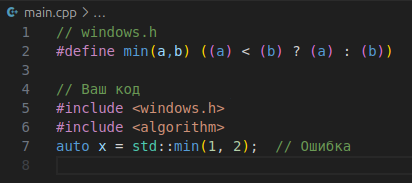 main.cpp > ...
1 // windows.h
2 #define min(a,b) ((a) < (b) ? (a) : (b))
3
4 // Ваш код
5 #include <windows.h>
6 #include <algorithm>
7 auto x = std::min(1, 2);  // Ошибка
8